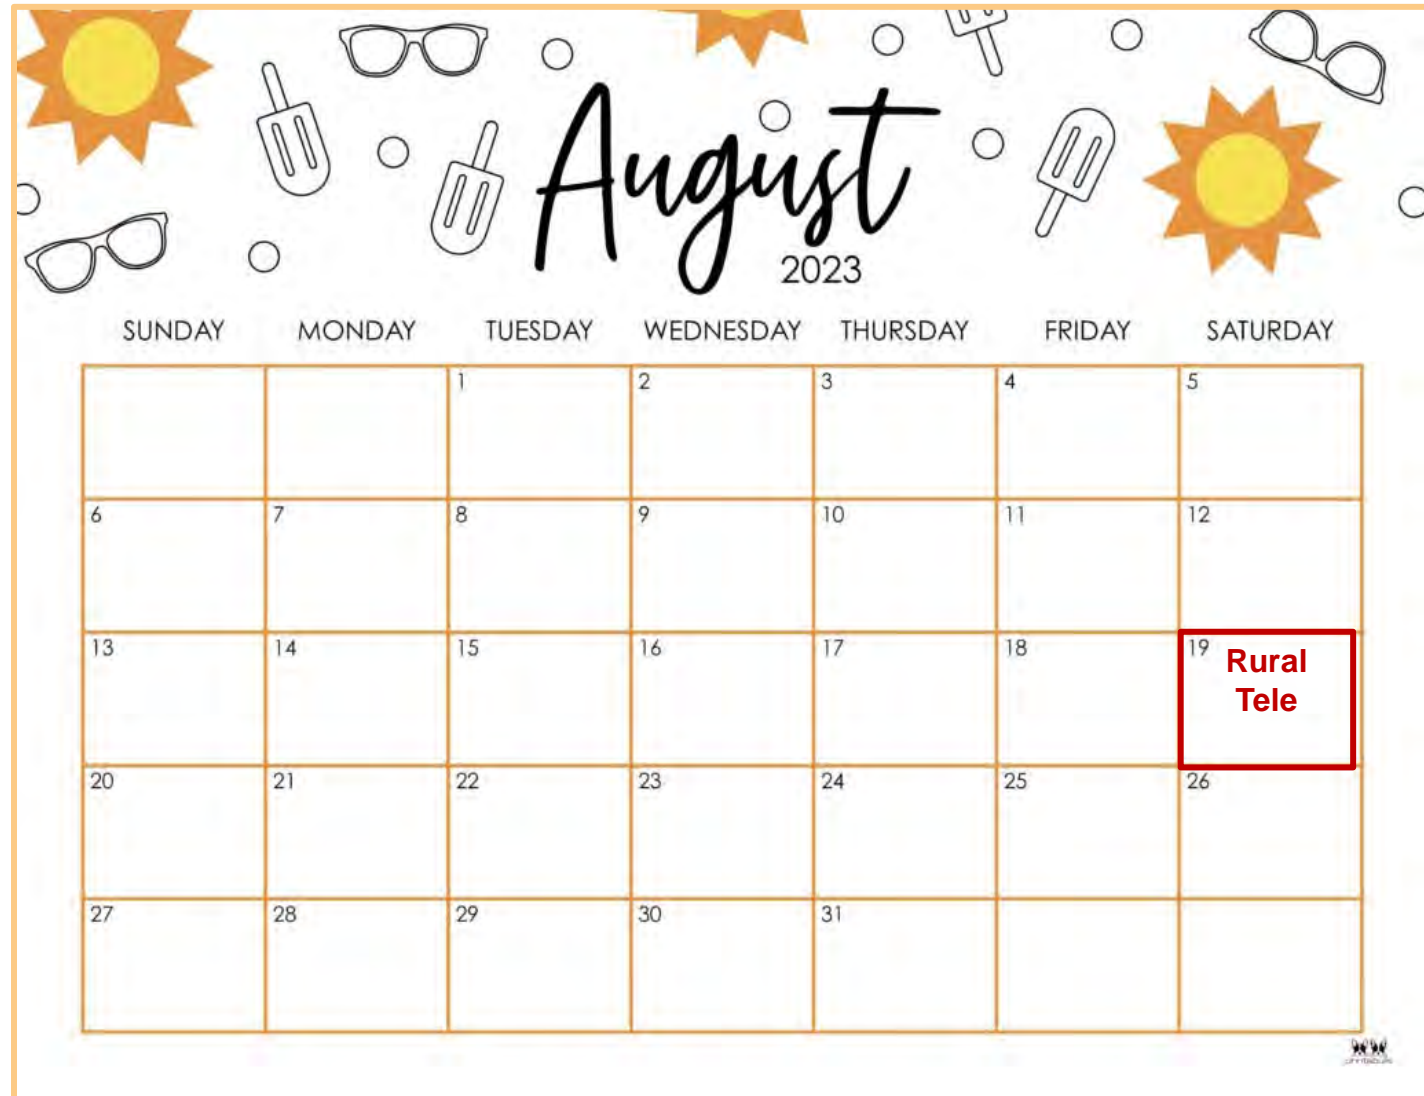 August
2023
SUNDAY MONDAY TUESDAY WEDNESDAY THURSDAY FRIDAY SATURDAY
1 2 3 4 5
6 7 8 9 10 11 12
13 14 15 16 17 18 19
Rural
Tele
20 21 22 23 24 25 26
27 28 29 30 31